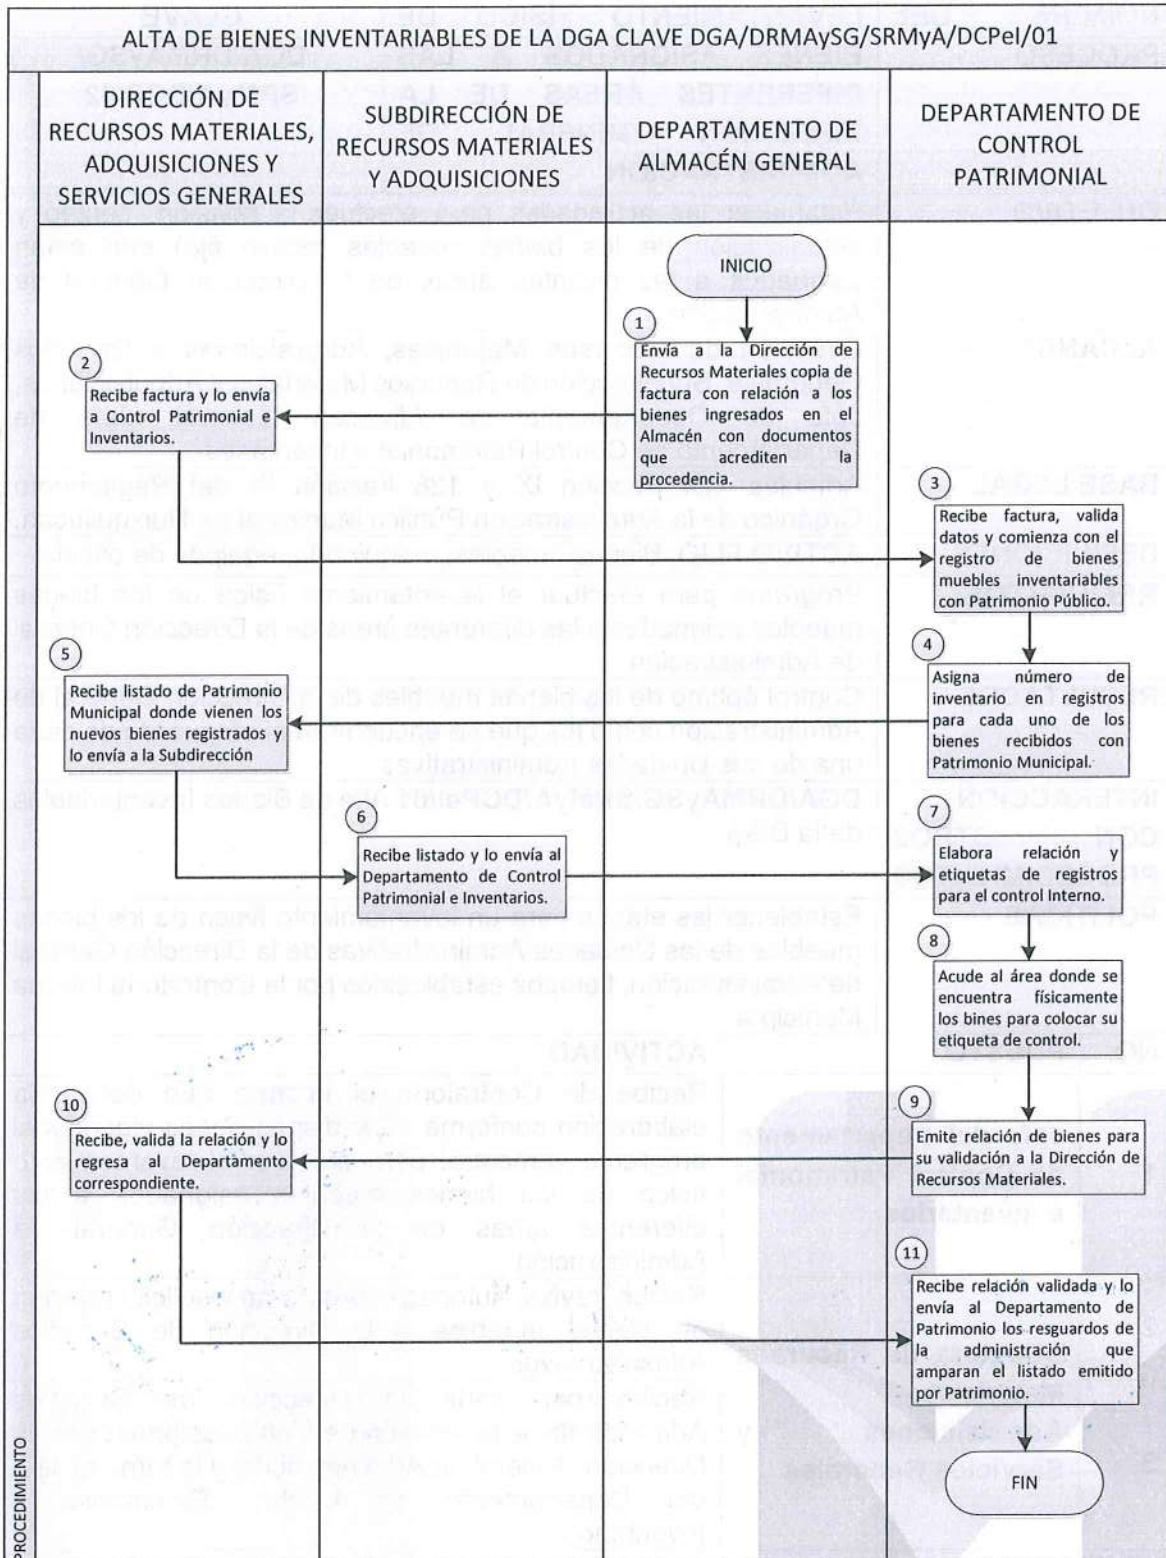 ALTA DE BIENES INVENTARIABLES DE LA DGA CLAVE DGA/DRMAySG/SRMyA/DCPeI/01
DIRECCIÓN DE
RECURSOS MATERIALES,
ADQUISICIONES Y
SERVICIOS GENERALES
SUBDIRECCIÓN DE
RECURSOS MATERIALES
Y ADQUISICIONES
DEPARTAMENTO DE
ALMACÉN GENERAL
DEPARTAMENTO DE
CONTROL
PATRIMONIAL
INICIO
1
Envía a la Dirección de
Recursos Materiales copia de
factura con relación a los
bienes ingresados en el
Almacén con documentos
que acrediten la
procedencia.
2
Recibe factura y lo envía
a Control Patrimonial e
Inventarios.
3
Recibe factura, valida
datos y comienza con el
registro de bienes
muebles inventariables
con Patrimonio Público.
4
Asigna número de
inventario o registro
para cada uno de los
bienes recibidos con
Patrimonio Municipal.
5
Recibe listado de Patrimonio
Municipal donde vienen los
nuevos bienes registrados y
lo envía a la Subdirección
6
Recibe listado y lo envía al
Departamento de Control
Patrimonial e Inventarios.
7
Elabora relación y
etiquetas de registros
para el control interno.
8
Acude al área donde se
encuentra físicamente
los bines para colocar su
etiqueta de control.
9
Emite relación de bienes para
su validación a la Dirección de
Recursos Materiales.
10
Recibe, valida la relación y lo
regresa al Departamento
correspondiente.
11
Recibe relación validada y lo
envía al Departamento de
Patrimonio los resguardos de
la administración que
amparan el listado emitido
por Patrimonio.
FIN
PROCEDIMIENTO